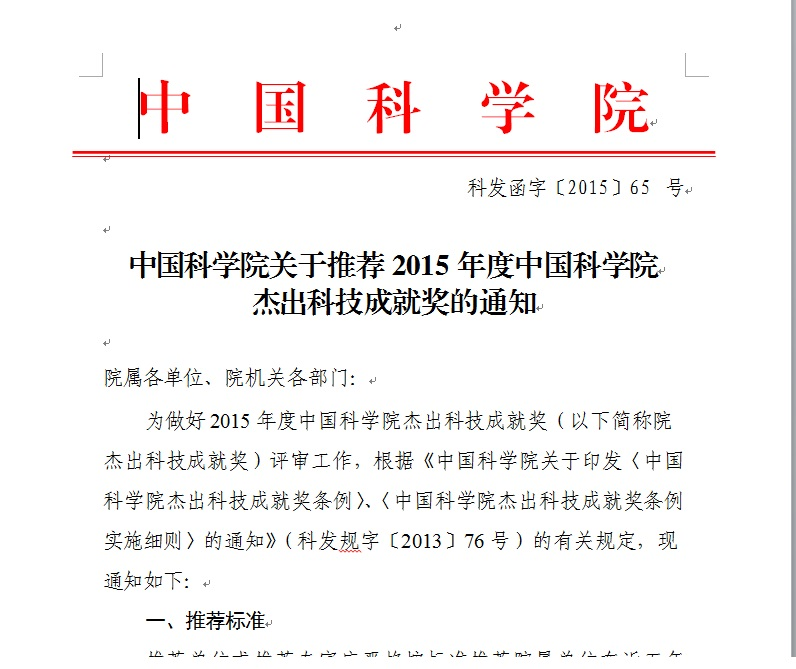 中国科学院
科发函字〔2015〕65 号
中国科学院关于推荐 2015 年度中国科学院
杰出科技成就奖的通知
院属各单位、院机关各部门：
为做好 2015 年度中国科学院杰出科技成就奖（以下简称院
杰出科技成就奖）评审工作，根据《中国科学院关于印发〈中国
科学院杰出科技成就奖条例〉、〈中国科学院杰出科技成就奖条例
实施细则〉的通知》（科发规字〔2013〕76 号）的有关规定，现
通知如下：
一、推荐标准